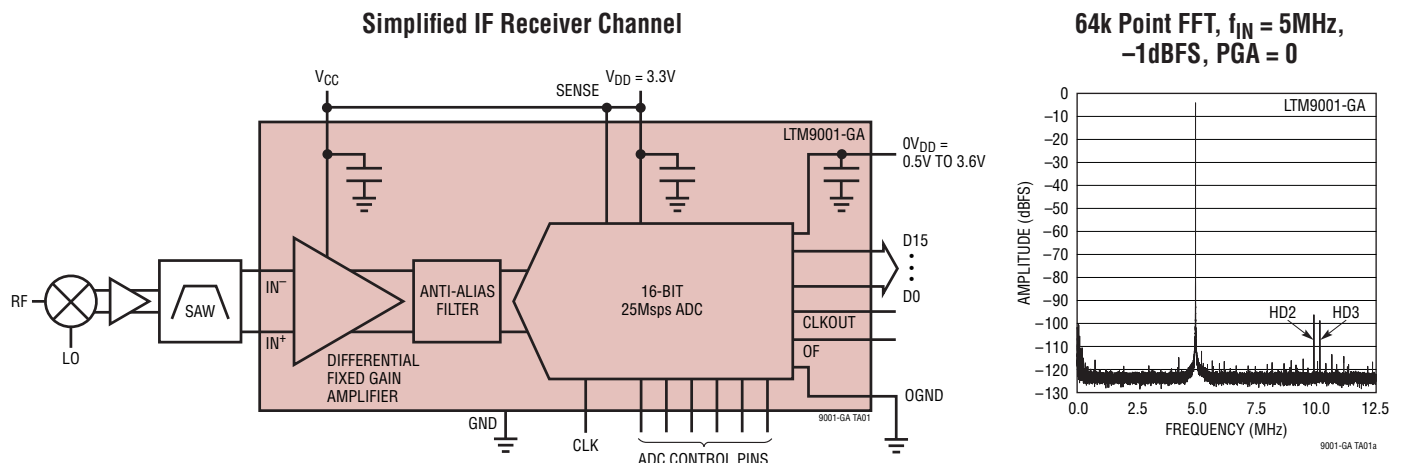 Simplified IF Receiver Channel
VCC
SENSE
VDD = 3.3V
LTM9001-GA
0VDD =
0.5V TO 3.6V
RF
LO
SAW
IN–
IN+
DIFFERENTIAL
FIXED GAIN
AMPLIFIER
ANTI-ALIAS
FILTER
16-BIT
25Msps ADC
D15
D0
CLKOUT
OF
OGND
GND
CLK
ADC CONTROL PINS
9001-GA TA01
64k Point FFT, fIN = 5MHz,
–1dBFS, PGA = 0
LTM9001-GA
AMPLITUDE (dBFS)
0
–10
–20
–30
–40
–50
–60
–70
–80
–90
–100
–110
–120
–130
HD2
HD3
0.0 2.5 5.0 7.5 10.0 12.5
FREQUENCY (MHz)
9001-GA TA01a